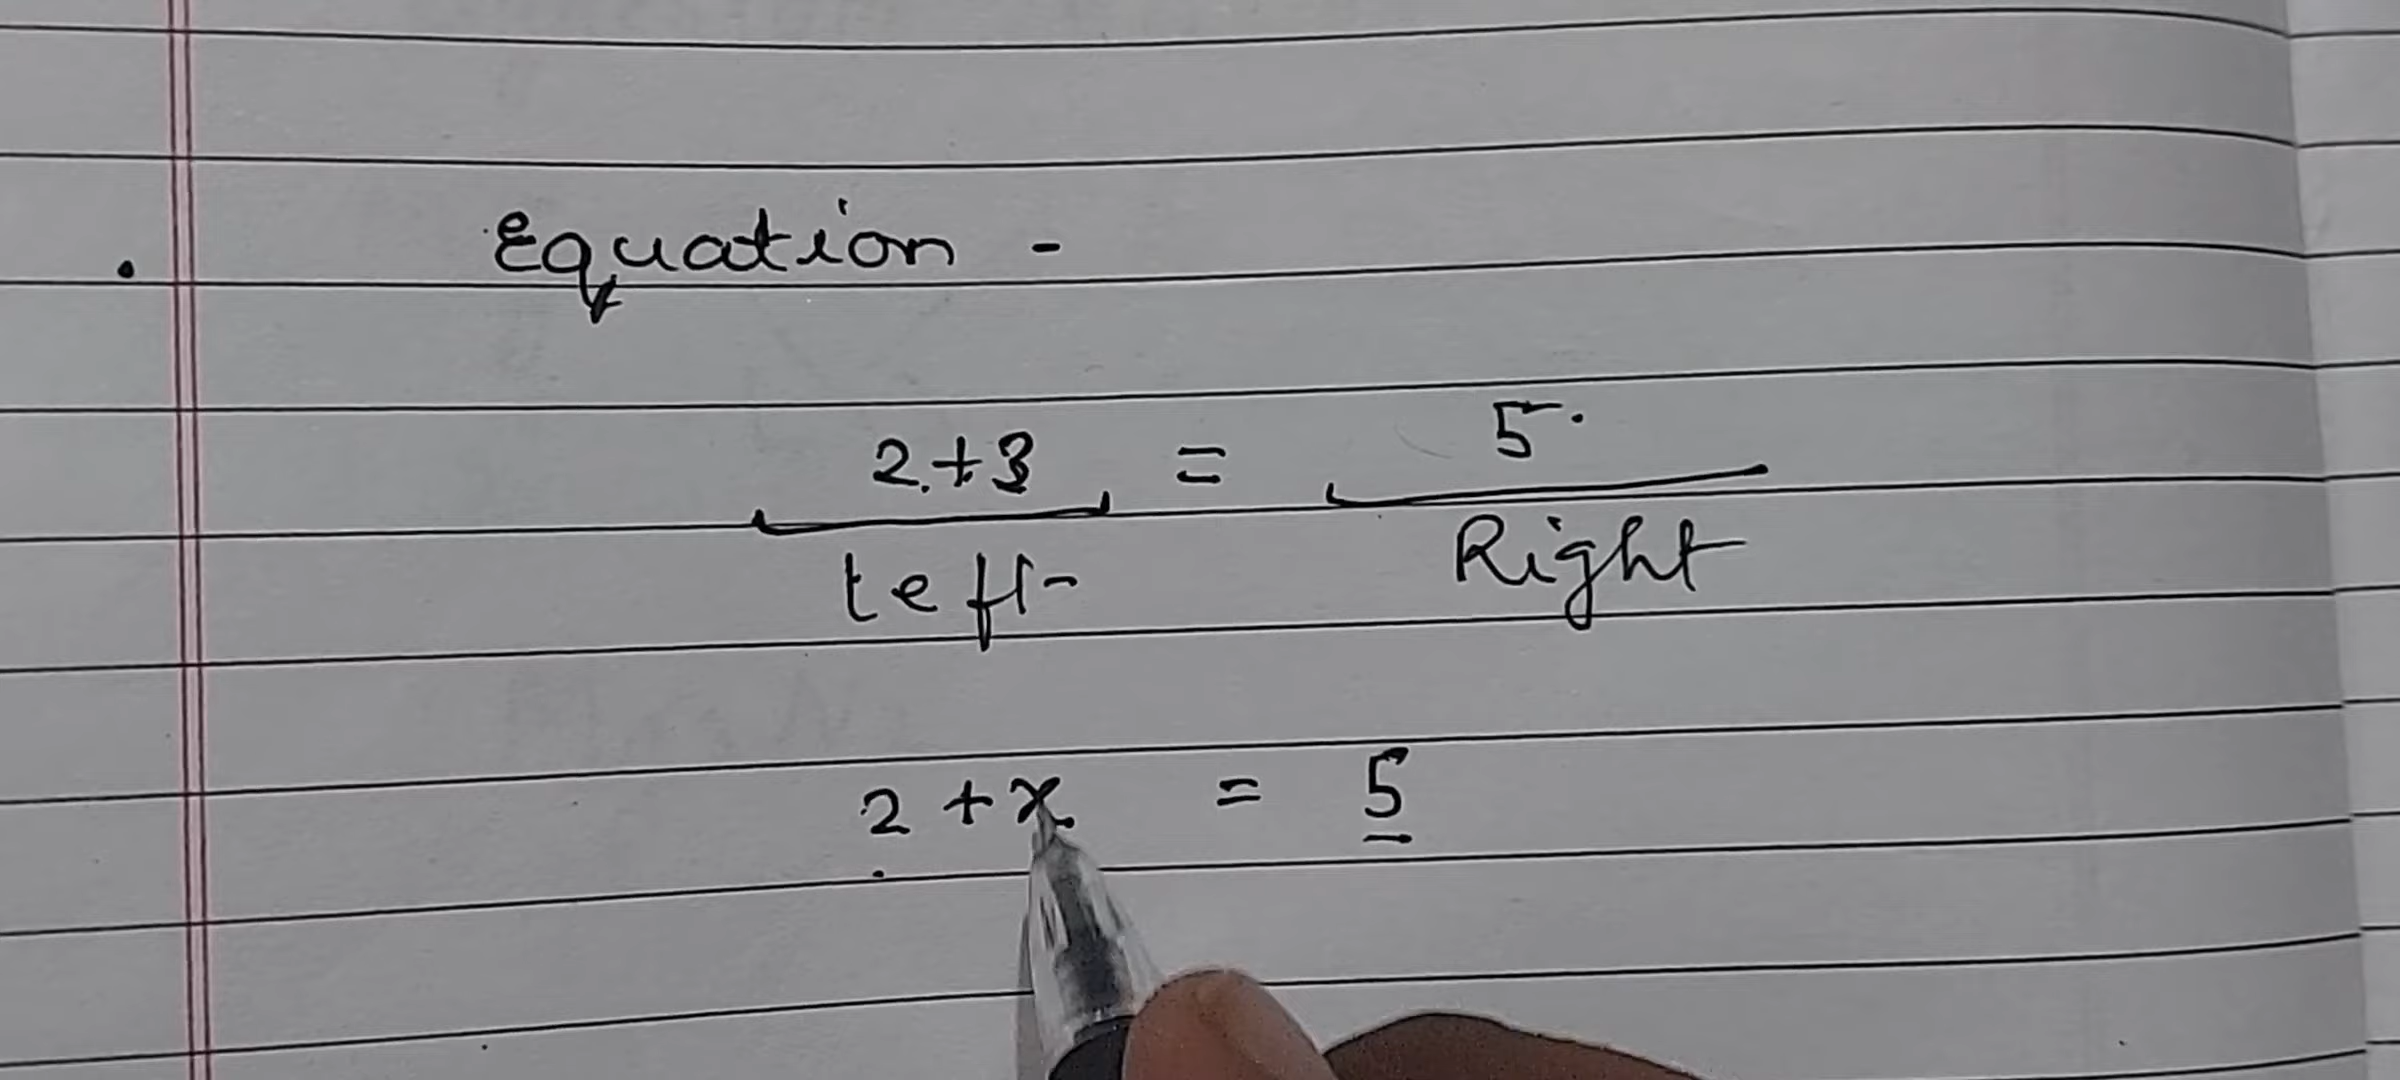 Equation -
2+3 = 5
Left Right
2+x = 5